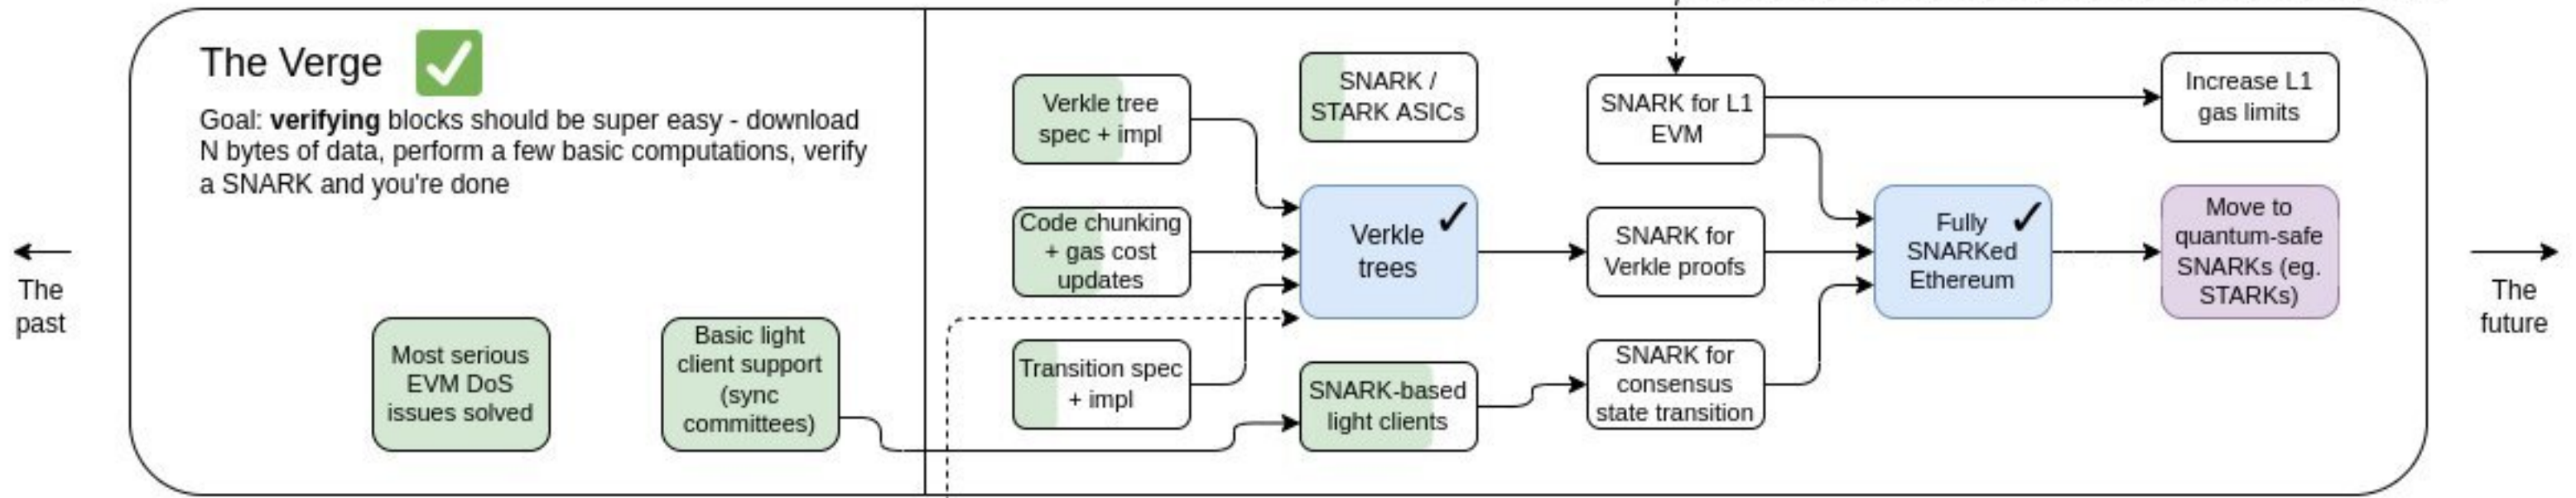 The Verge
Goal: verifying blocks should be super easy - download
N bytes of data, perform a few basic computations, verify
a SNARK and you're done
The
past
Most serious
EVM DoS
issues solved
Basic light
client support
(sync
committees)
Verkle tree
spec + impl
Code chunking
+ gas cost
updates
Transition spec
+ impl
SNARK /
STARK ASICs
Verkle
trees
SNARK-based
light clients
SNARK for L1
EVM
SNARK for
Verkle proofs
SNARK for
consensus
state transition
Fully
SNARKed
Ethereum
Increase L1
gas limits
Move to
quantum-safe
SNARKs (eg.
STARKs)
The
future